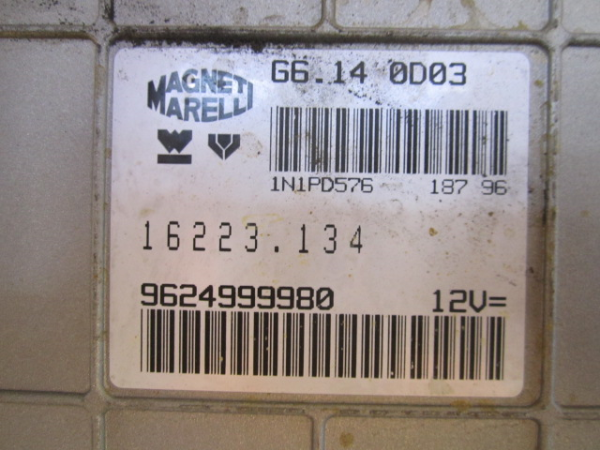 MAGNETI
MARELLI
G6.14 0D03
1N1PD576 187 96
16223.134
9624999980 12V=